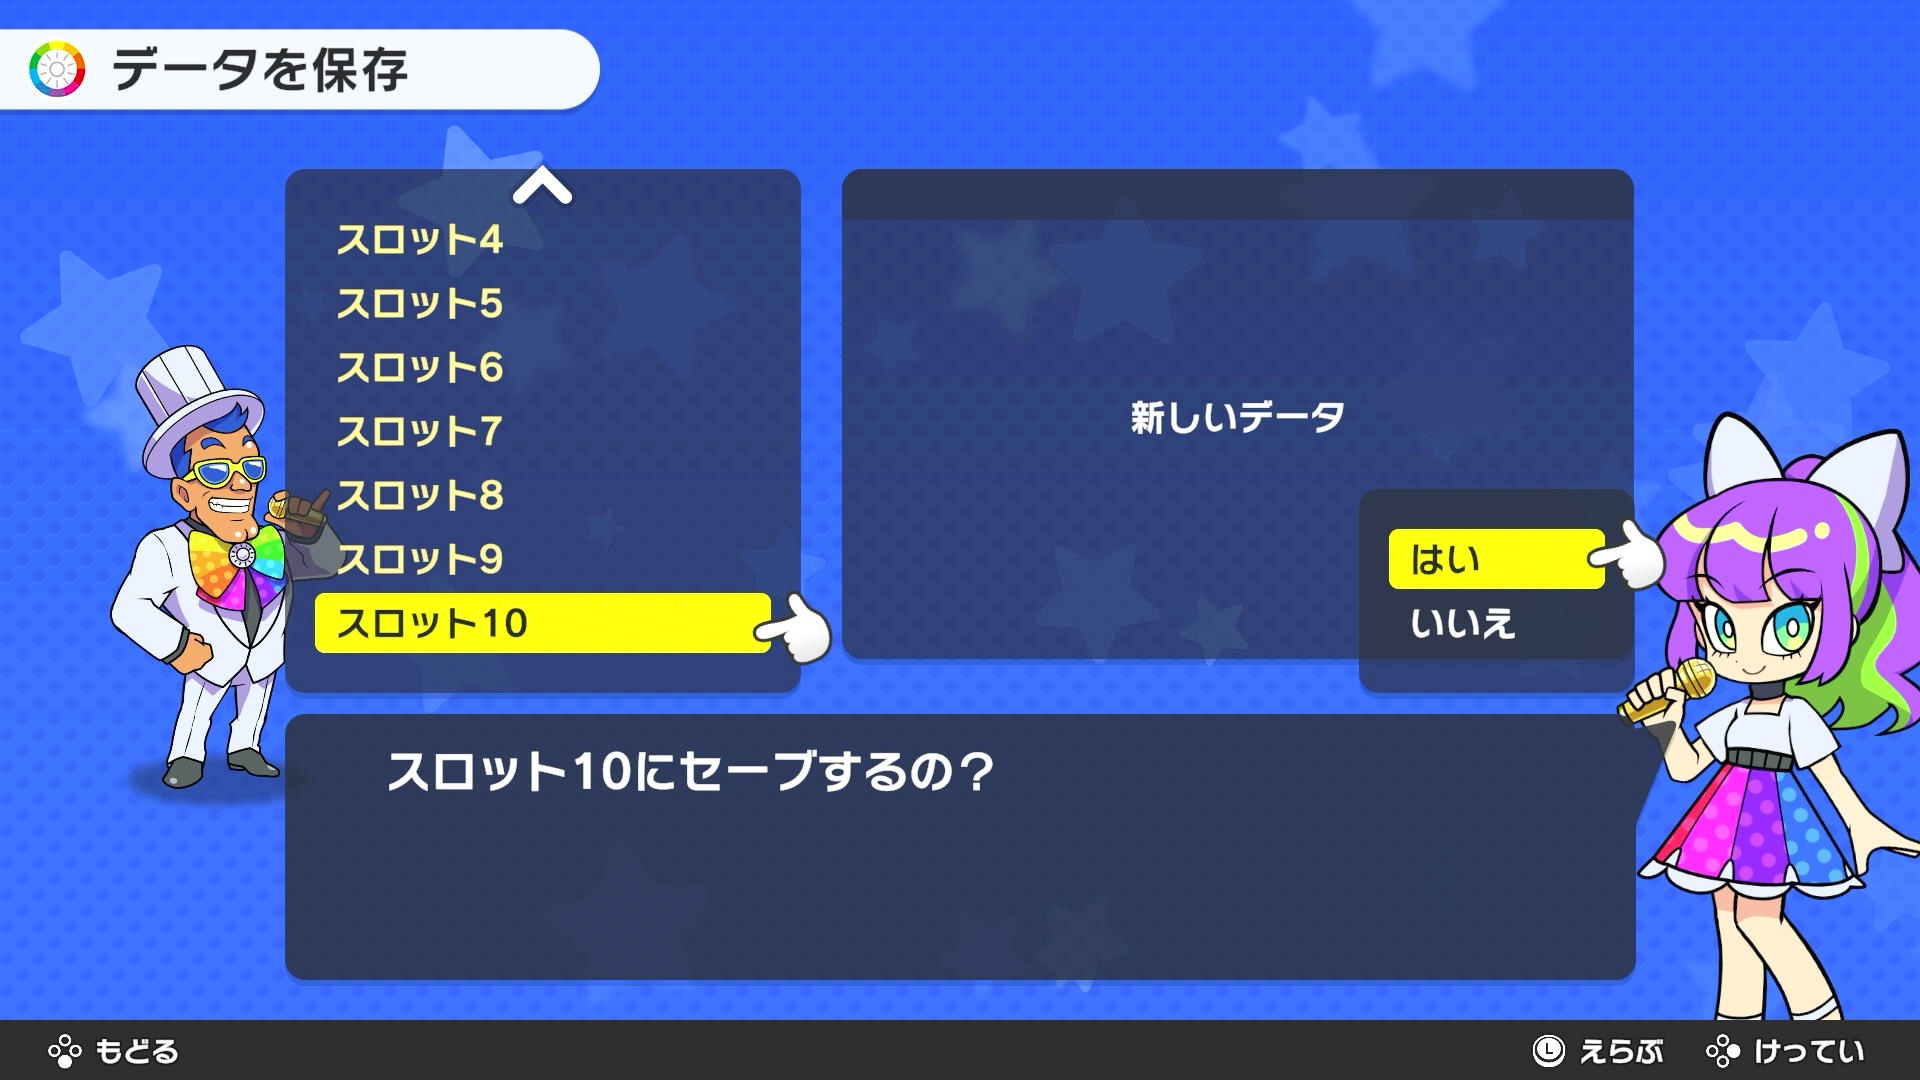 データを保存
スロット4
スロット5
スロット6
スロット7
スロット8
スロット9
スロット10
新しいデータ
はい
いいえ
スロット10にセーブするの？
もどる
L えらぶ けってい